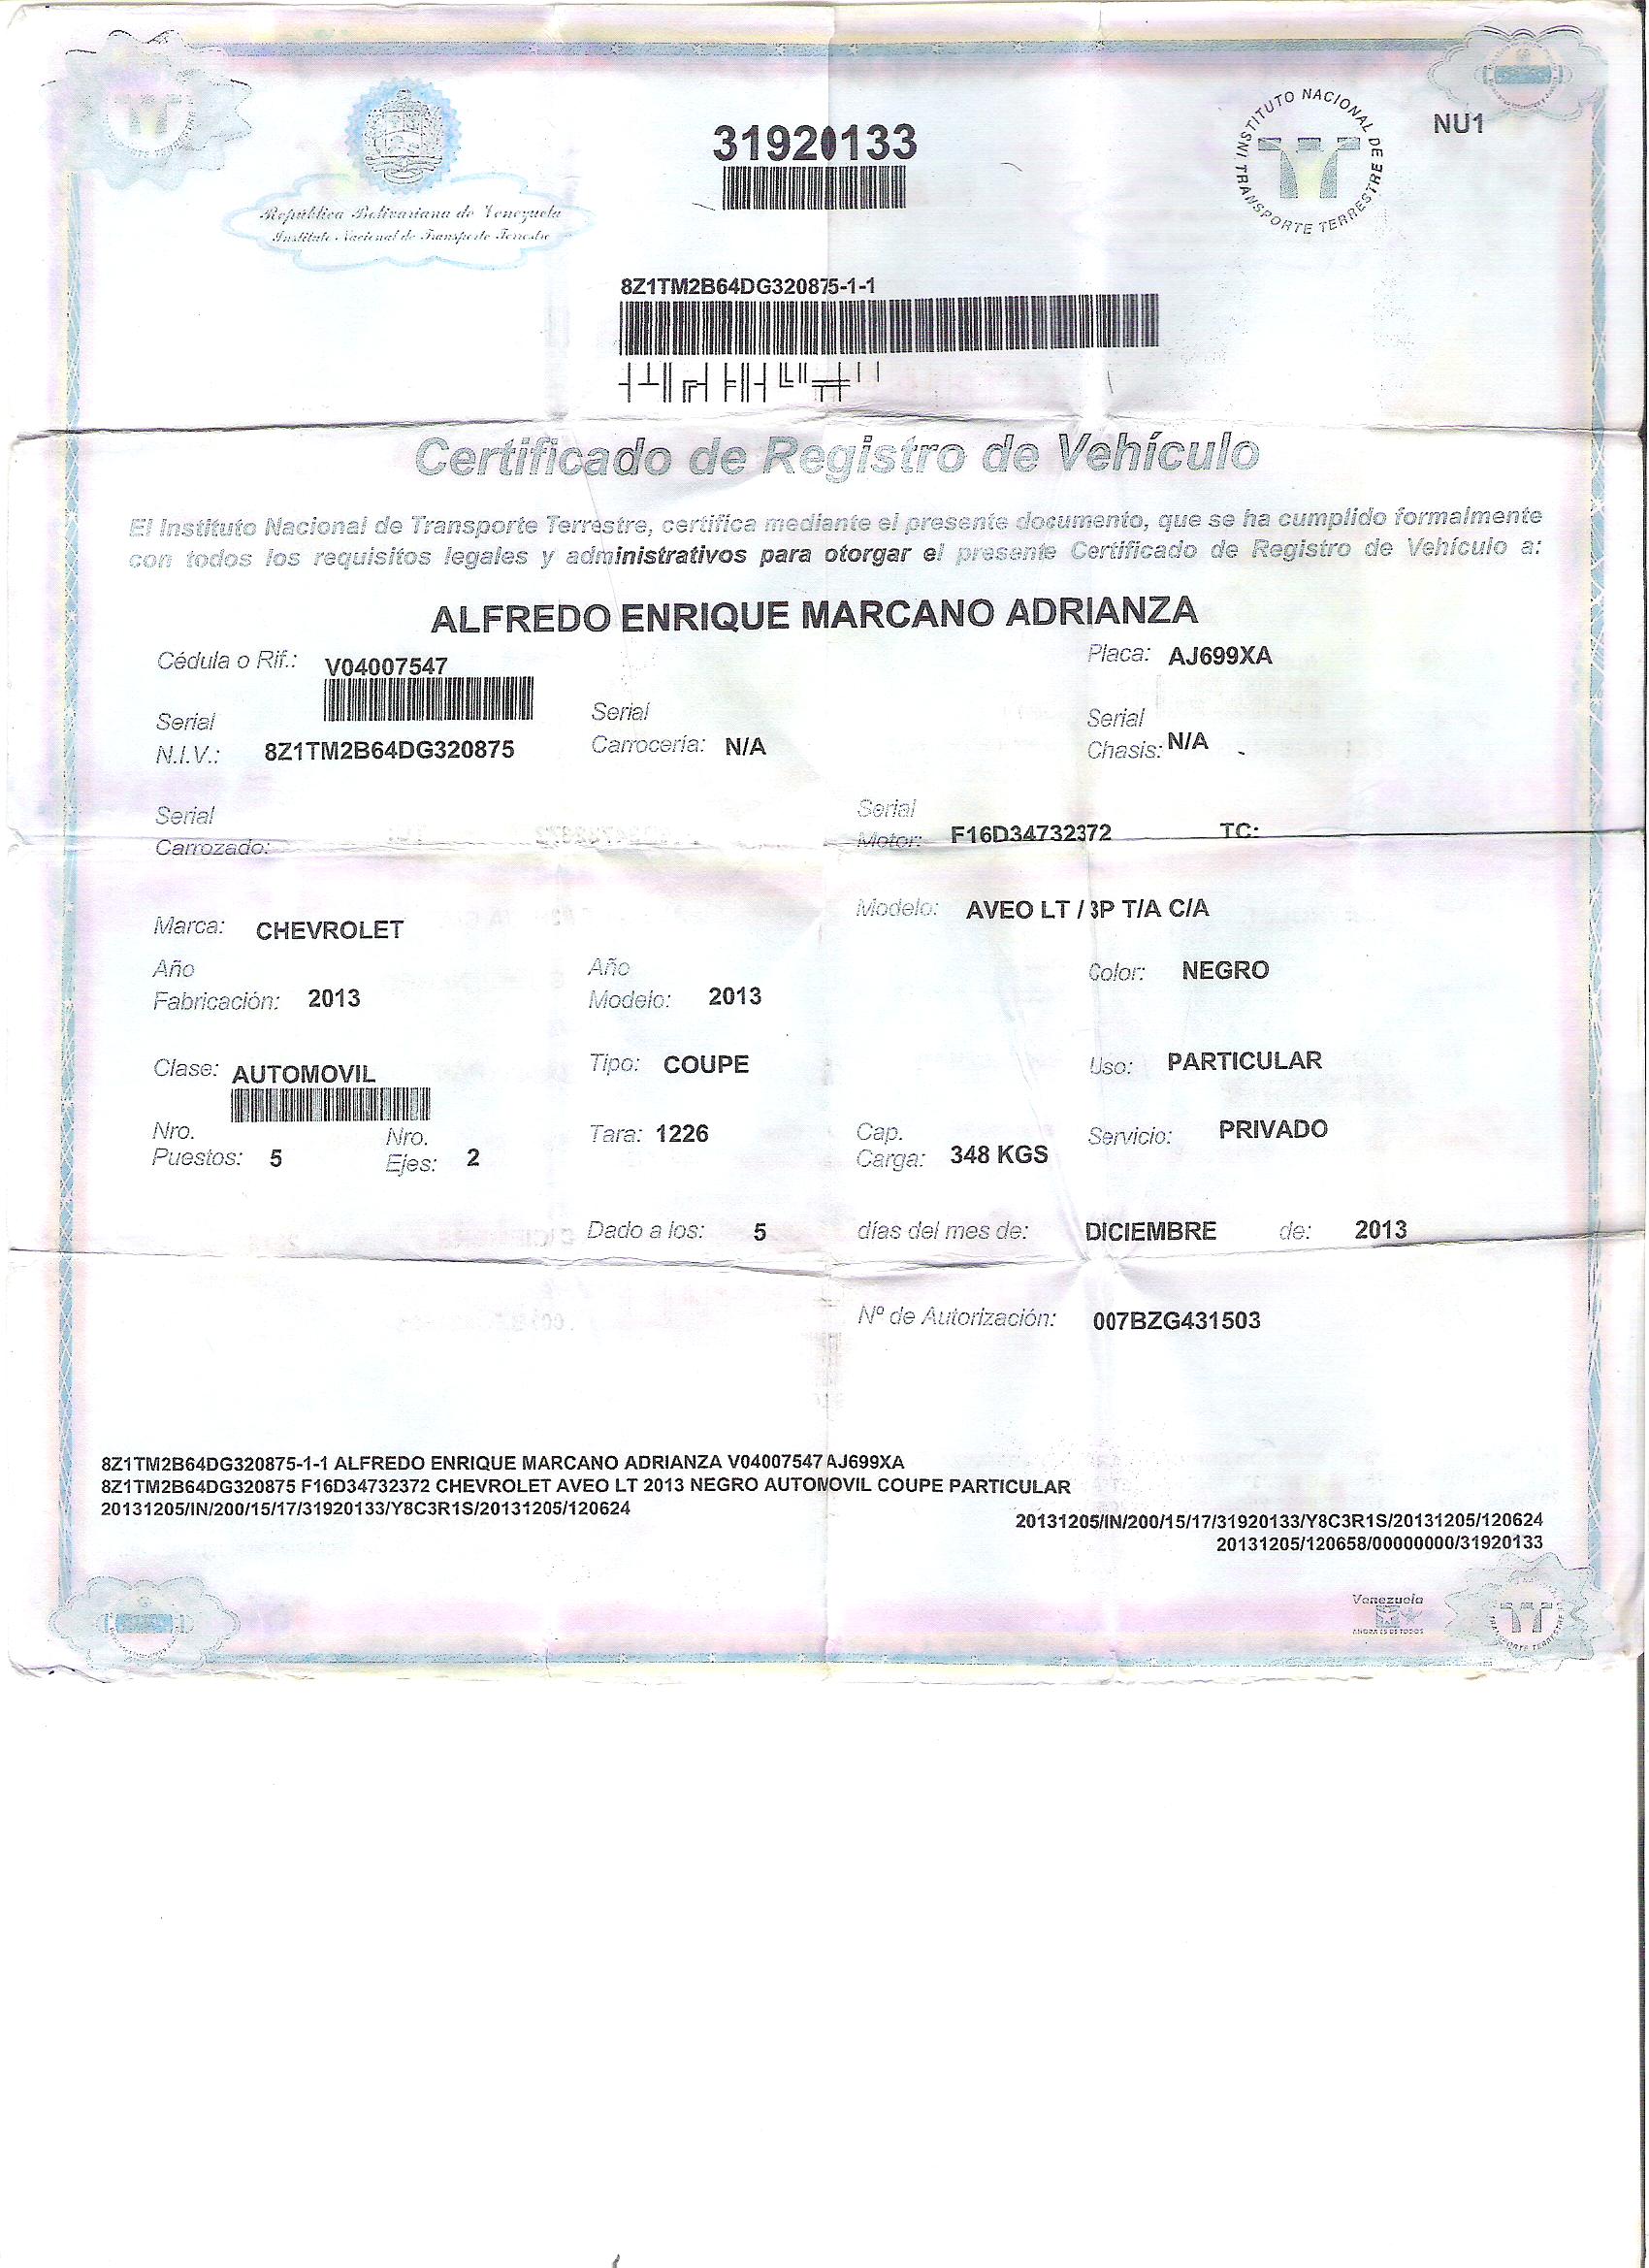 31920133
NU1
República Bolivariana de Venezuela
Instituto Nacional de Transporte Terrestre
INSTITUTO NACIONAL DE TRANSPORTE TERRESTRE
8Z1TM2B64DG320875-1-1
Certificado de Registro de Vehículo
El Instituto Nacional de Transporte Terrestre, certifica mediante el presente documento, que se ha cumplido formalmente
con todos los requisitos legales y administrativos para otorgar el presente Certificado de Registro de Vehículo a:
ALFREDO ENRIQUE MARCANO ADRIANZA
Cédula o Rif.: V04007547 Placa: AJ699XA
Serial N.I.V.: 8Z1TM2B64DG320875 Serial Carrocería: N/A Serial Chasis: N/A
Serial Carrozado: Serial Motor: F16D34732372 TC:
Marca: CHEVROLET Modelo: AVEO LT / 3P T/A C/A
Año Fabricación: 2013 Año Modelo: 2013 Color: NEGRO
Clase: AUTOMOVIL Tipo: COUPE Uso: PARTICULAR
Nro. Puestos: 5 Nro. Ejes: 2 Tara: 1226 Cap. Carga: 348 KGS Servicio: PRIVADO
Dado a los: 5 días del mes de: DICIEMBRE de: 2013
Nº de Autorización: 007BZG431503
8Z1TM2B64DG320875-1-1 ALFREDO ENRIQUE MARCANO ADRIANZA V04007547 AJ699XA
8Z1TM2B64DG320875 F16D34732372 CHEVROLET AVEO LT 2013 NEGRO AUTOMOVIL COUPE PARTICULAR
20131205/IN/200/15/17/31920133/Y8C3R1S/20131205/120624
20131205/IN/200/15/17/31920133/Y8C3R1S/20131205/120624
20131205/120658/00000000/31920133
Venezuela
AHORA ES DE TODOS